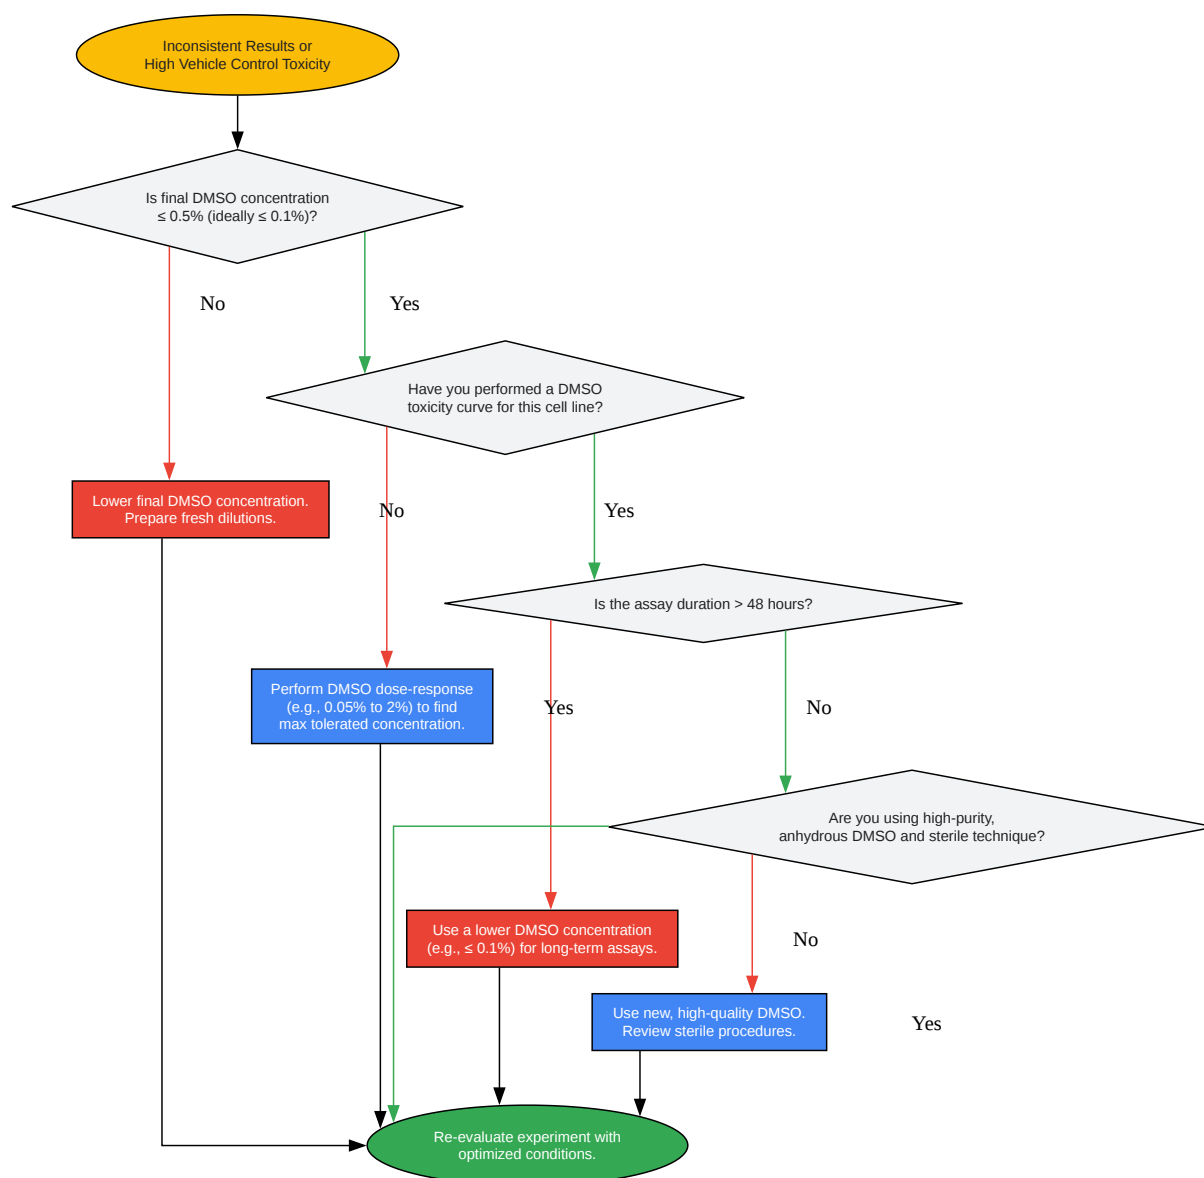 Inconsistent Results or
High Vehicle Control Toxicity
Is final DMSO concentration
≤ 0.5% (ideally ≤ 0.1%)?
No
Yes
Have you performed a DMSO
toxicity curve for this cell line?
Lower final DMSO concentration.
Prepare fresh dilutions.
No
Yes
Is the assay duration > 48 hours?
Perform DMSO dose-response
(e.g., 0.05% to 2%) to find
max tolerated concentration.
Yes
No
Are you using high-purity,
anhydrous DMSO and sterile technique?
Use a lower DMSO concentration
(e.g., ≤ 0.1%) for long-term assays.
No
Use new, high-quality DMSO.
Review sterile procedures.
Yes
Re-evaluate experiment with
optimized conditions.